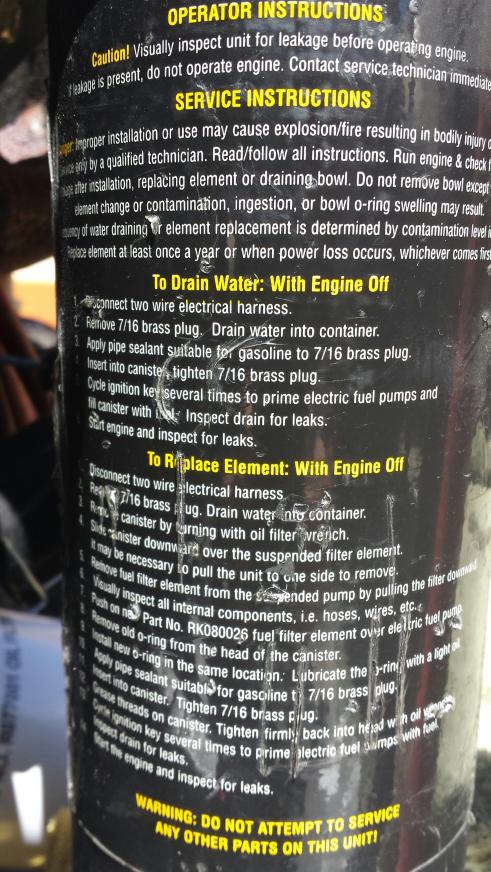 OPERATOR INSTRUCTIONS
Caution! Visually inspect unit for leakage before operating engine.
If leakage is present, do not operate engine. Contact service technician immediate
SERVICE INSTRUCTIONS
Improper installation or use may cause explosion/fire resulting in bodily injury
only by a qualified technician. Read/follow all instructions. Run engine & check
after installation, replacing element or draining bowl. Do not remove bowl except
element change or contamination, ingestion, or bowl o-ring swelling may result.
of water draining or element replacement is determined by contamination level
Replace element at least once a year or when power loss occurs, whichever comes first
To Drain Water: With Engine Off
1. Disconnect two wire electrical harness.
2. Remove 7/16 brass plug. Drain water into container.
3. Apply pipe sealant suitable for gasoline to 7/16 brass plug.
Insert into canister, tighten 7/16 brass plug.
Cycle ignition key several times to prime electric fuel pumps and
fill canister with fuel. Inspect drain for leaks.
Start engine and inspect for leaks.
To Replace Element: With Engine Off
Disconnect two wire electrical harness
7/16 brass plug. Drain water into container.
canister by turning with oil filter wrench.
Slide canister downward over the suspended filter element.
It may be necessary to pull the unit to one side to remove.
Remove fuel filter element from the suspended pump by pulling the filter downward
Visually inspect all internal components, i.e. hoses, wires, etc.
Push on new Part No. RK080026 fuel filter element over electric fuel pump
Remove old o-ring from the head of the canister.
Install new o-ring in the same location. Lubricate the o-ring with a light oil.
Apply pipe sealant suitable for gasoline to 7/16 brass plug.
Insert into canister. Tighten 7/16 brass plug.
Grease threads on canister. Tighten firmly back into head with oil wrench
Cycle ignition key several times to prime electric fuel pumps with fuel.
Inspect drain for leaks.
Start the engine and inspect for leaks.
WARNING: DO NOT ATTEMPT TO SERVICE
ANY OTHER PARTS ON THIS UNIT!